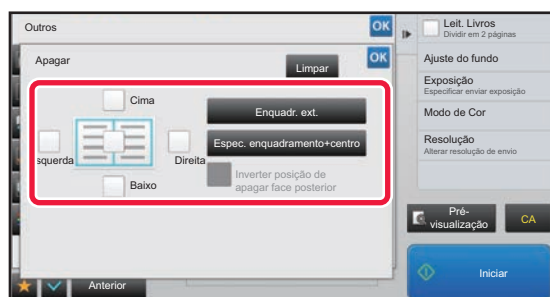 Outros
OK
Apagar
Limpar
OK
Cima
squerda
Direita
Baixo
Enquadr. ext.
Espec. enquadramento+centro
Inverter posição de
apagar face posterior
Anterior
Leit. Livros
Dividir em 2 páginas
Ajuste do fundo
Exposição
Especificar enviar exposição
Modo de Cor
Resolução
Alterar resolução de envio
Pré-
visualização
CA
Iniciar